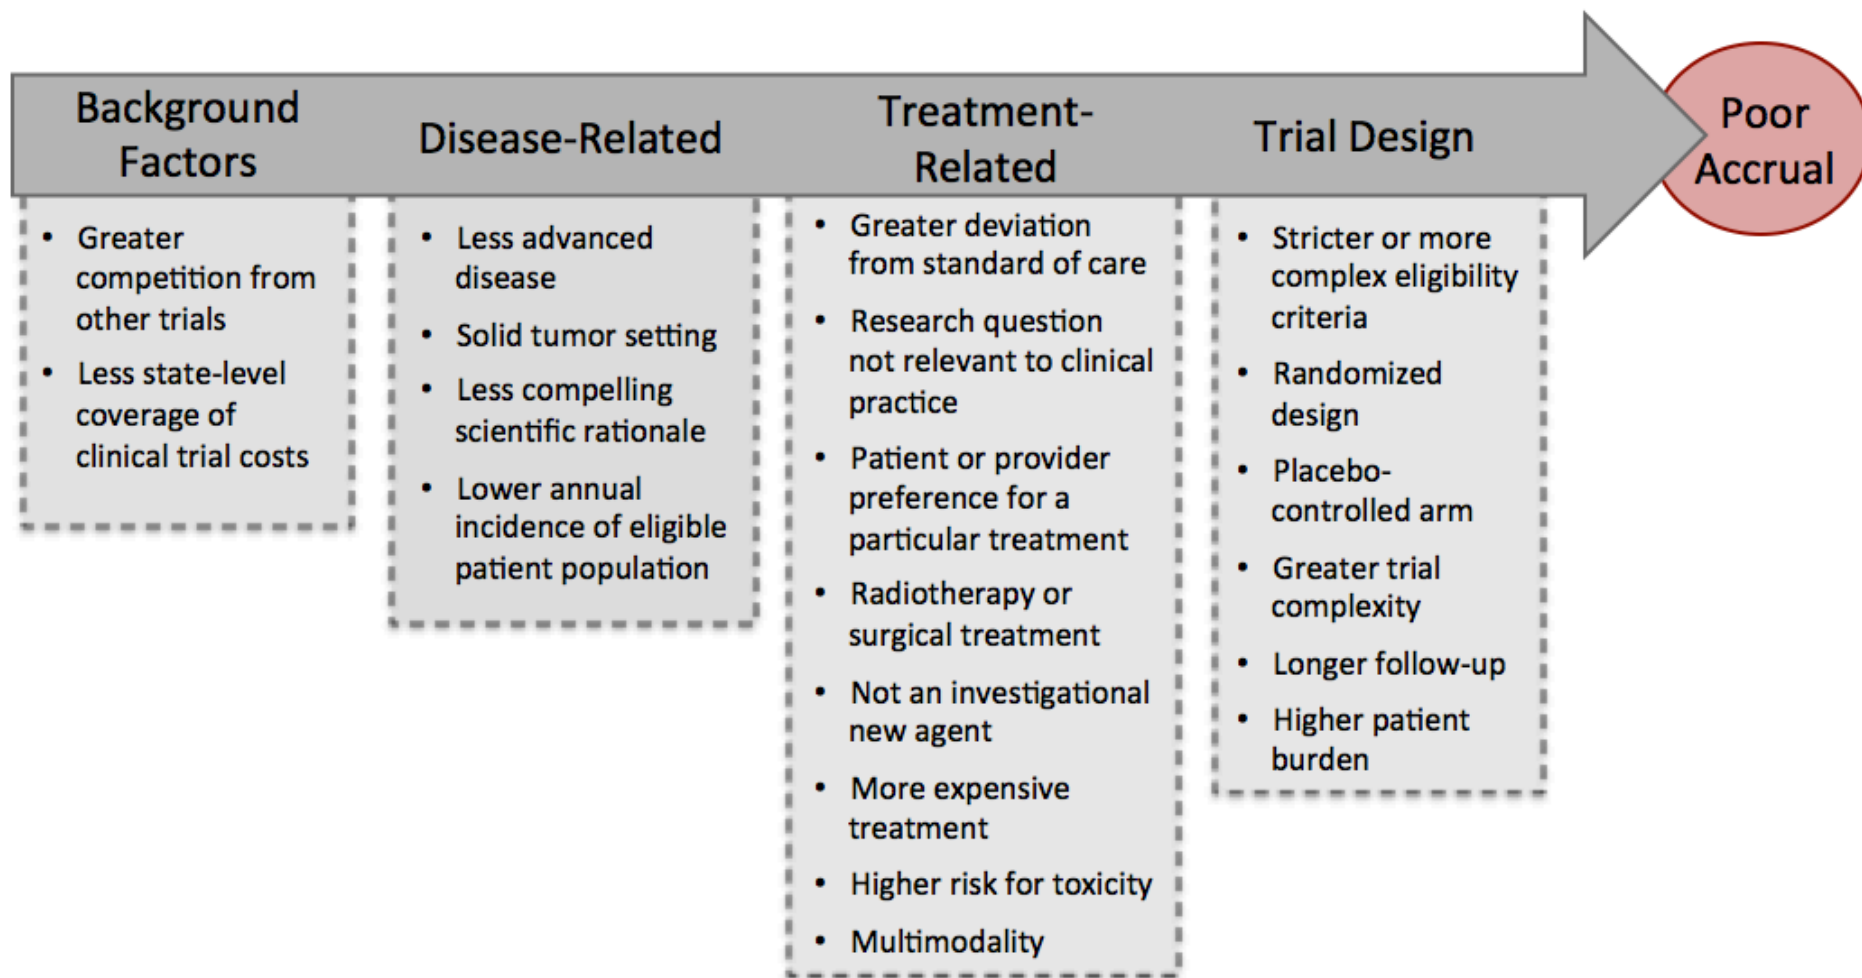 Background
Factors
Disease-Related
Treatment-
Related
Trial Design
Poor
Accrual
• Greater
competition from
other trials
• Less state-level
coverage of
clinical trial costs
• Less advanced
disease
• Solid tumor setting
• Less compelling
scientific rationale
• Lower annual
incidence of eligible
patient population
• Greater deviation
from standard of care
• Research question
not relevant to clinical
practice
• Patient or provider
preference for a
particular treatment
• Radiotherapy or
surgical treatment
• Not an investigational
new agent
• More expensive
treatment
• Higher risk for toxicity
• Multimodality
• Stricter or more
complex eligibility
criteria
• Randomized
design
• Placebo-
controlled arm
• Greater trial
complexity
• Longer follow-up
• Higher patient
burden